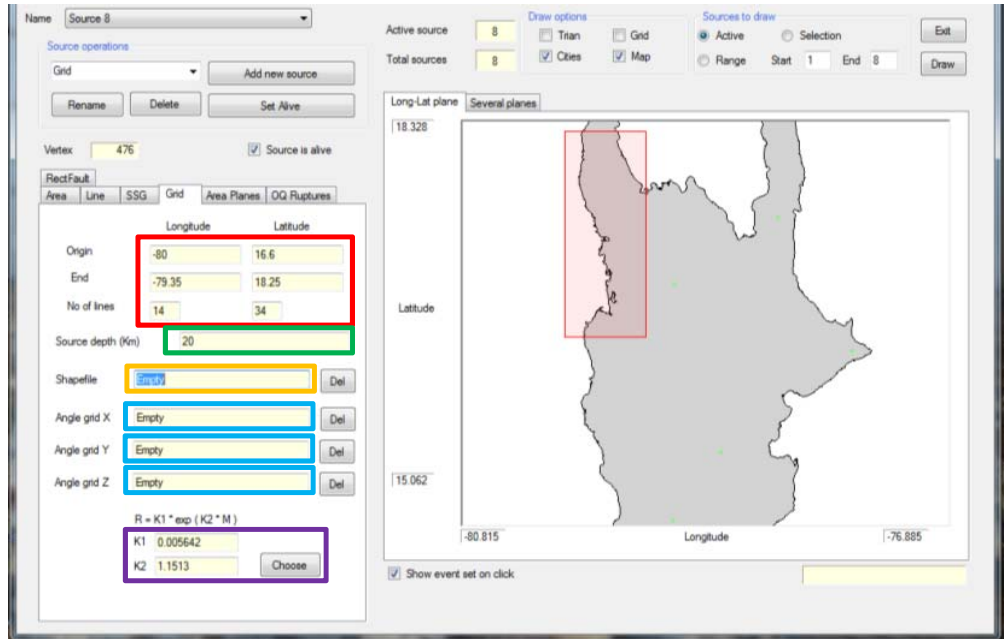 Name Source 8
Source operations
Grid Add new source
Rename Delete Set Alive
Vertex 476 Source is alive
RectFault
Area Line SSG Grid Area Planes OQ Ruptures
Longitude Latitude
Origin -80 16.6
End -79.35 18.25
No of lines 14 34
Source depth (Km) 20
Shapefile Empty Del
Angle grid X Empty Del
Angle grid Y Empty Del
Angle grid Z Empty Del
R = K1 * exp ( K2 * M )
K1 0.005642
K2 1.1513 Choose
Active source 8
Total sources 8
Draw options
Trian Grid
Cities Map
Sources to draw
Active Selection
Range Start 1 End 8
Exit
Draw
Long-Lat plane Several planes
18.328
Latitude
15.062
-80.815 Longitude -76.885
Show event set on click